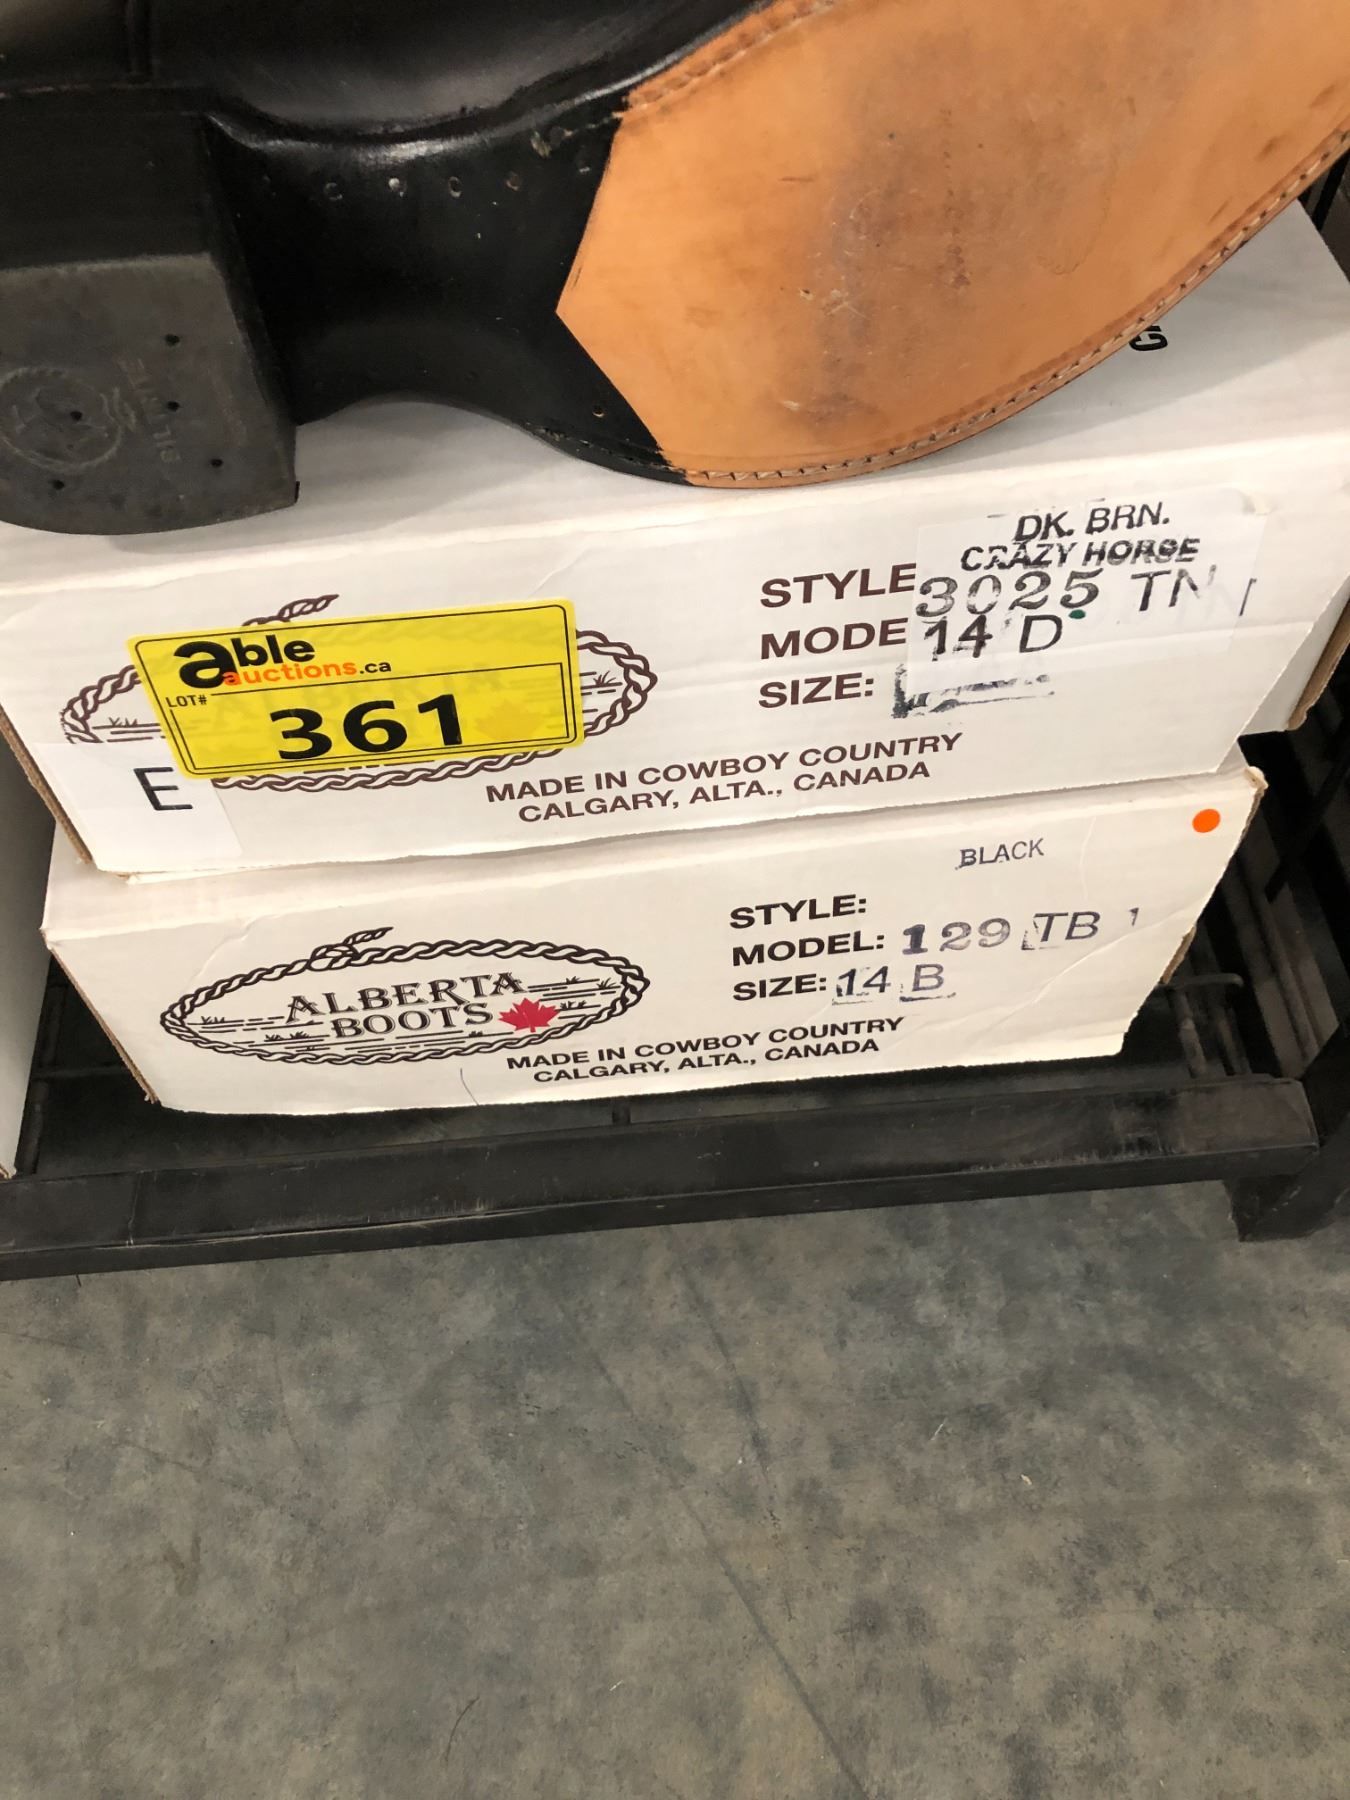 able
auctions.ca
LOT#
361
E
DK. BRN.
CRAZY HORSE
STYLE 3025 TN
MODE 14 D
SIZE:
MADE IN COWBOY COUNTRY
CALGARY, ALTA., CANADA
BLACK
STYLE:
MODEL: 129 TB 1
SIZE: 14 B
ALBERTA
BOOTS
MADE IN COWBOY COUNTRY
CALGARY, ALTA., CANADA